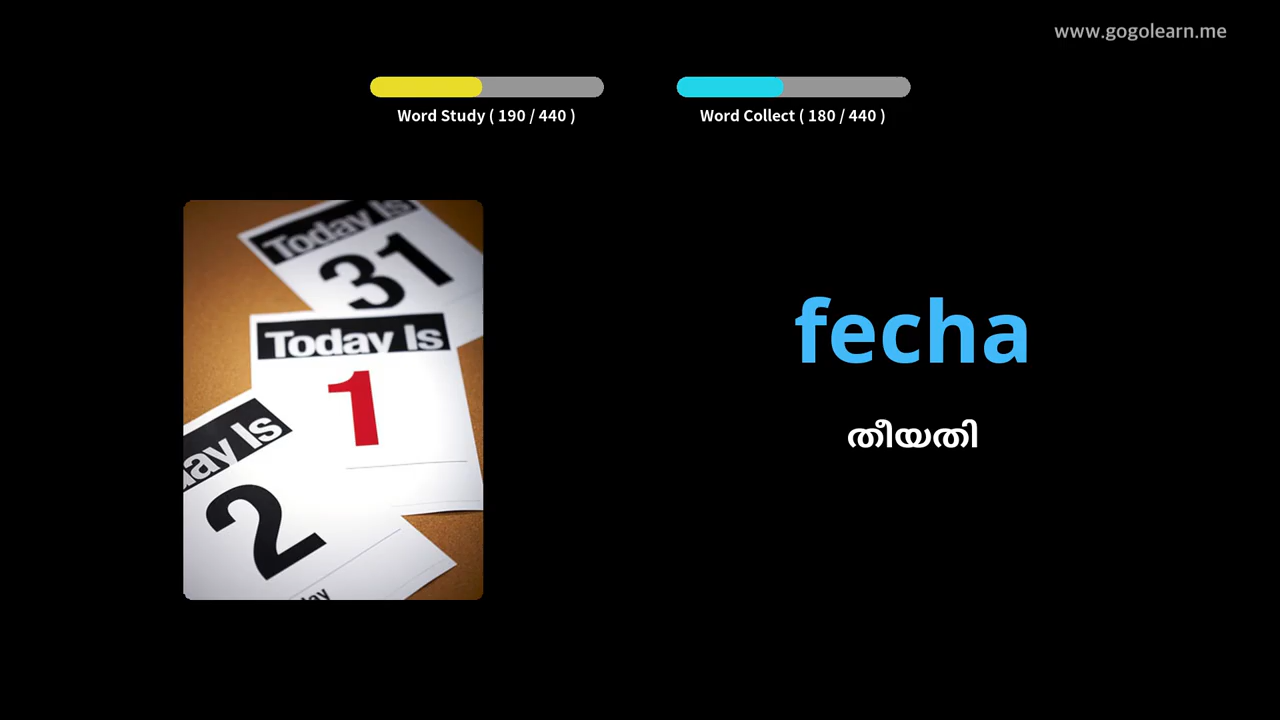 www.gogolearn.me
Word Study ( 190 / 440 )
Word Collect ( 180 / 440 )
Today Is
31
Today Is
1
ay Is
2
day
fecha
തീയതി